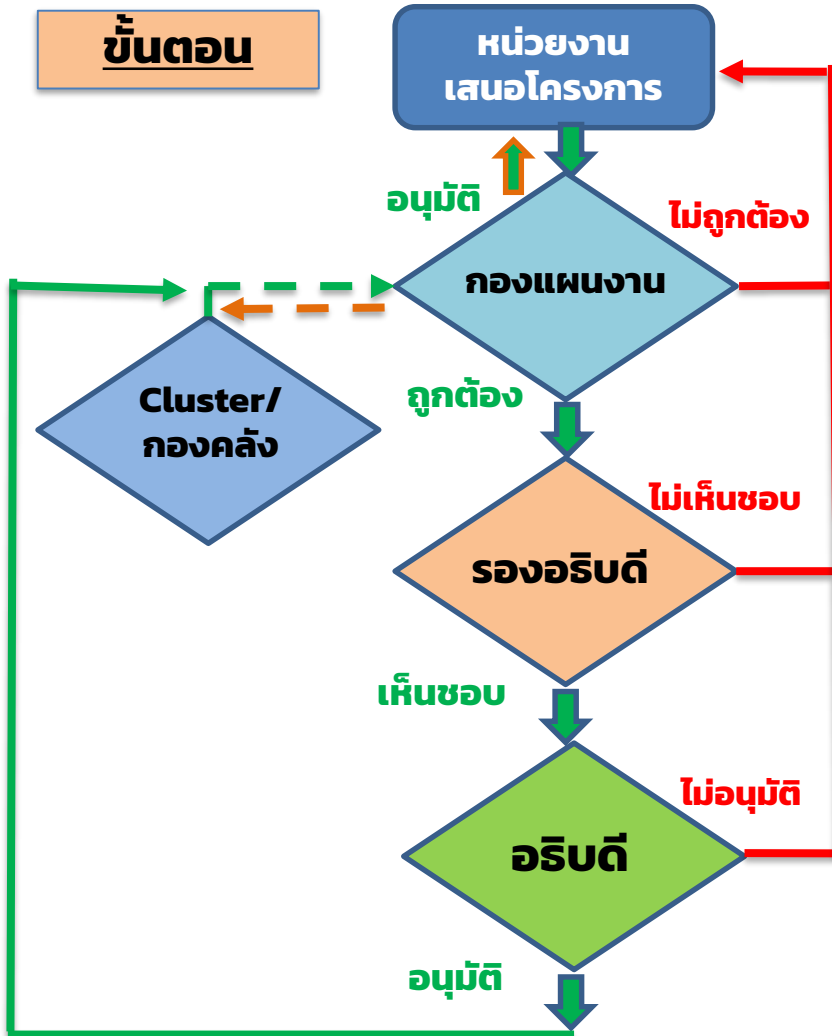 ขั้นตอน
หน่วยงาน
เสนอโครงการ
อนุมัติ
ไม่ถูกต้อง
กองแผนงาน
Cluster/
กองคลัง
ถูกต้อง
ไม่เห็นชอบ
รองอธิบดี
เห็นชอบ
ไม่อนุมัติ
อธิบดี
อนุมัติ